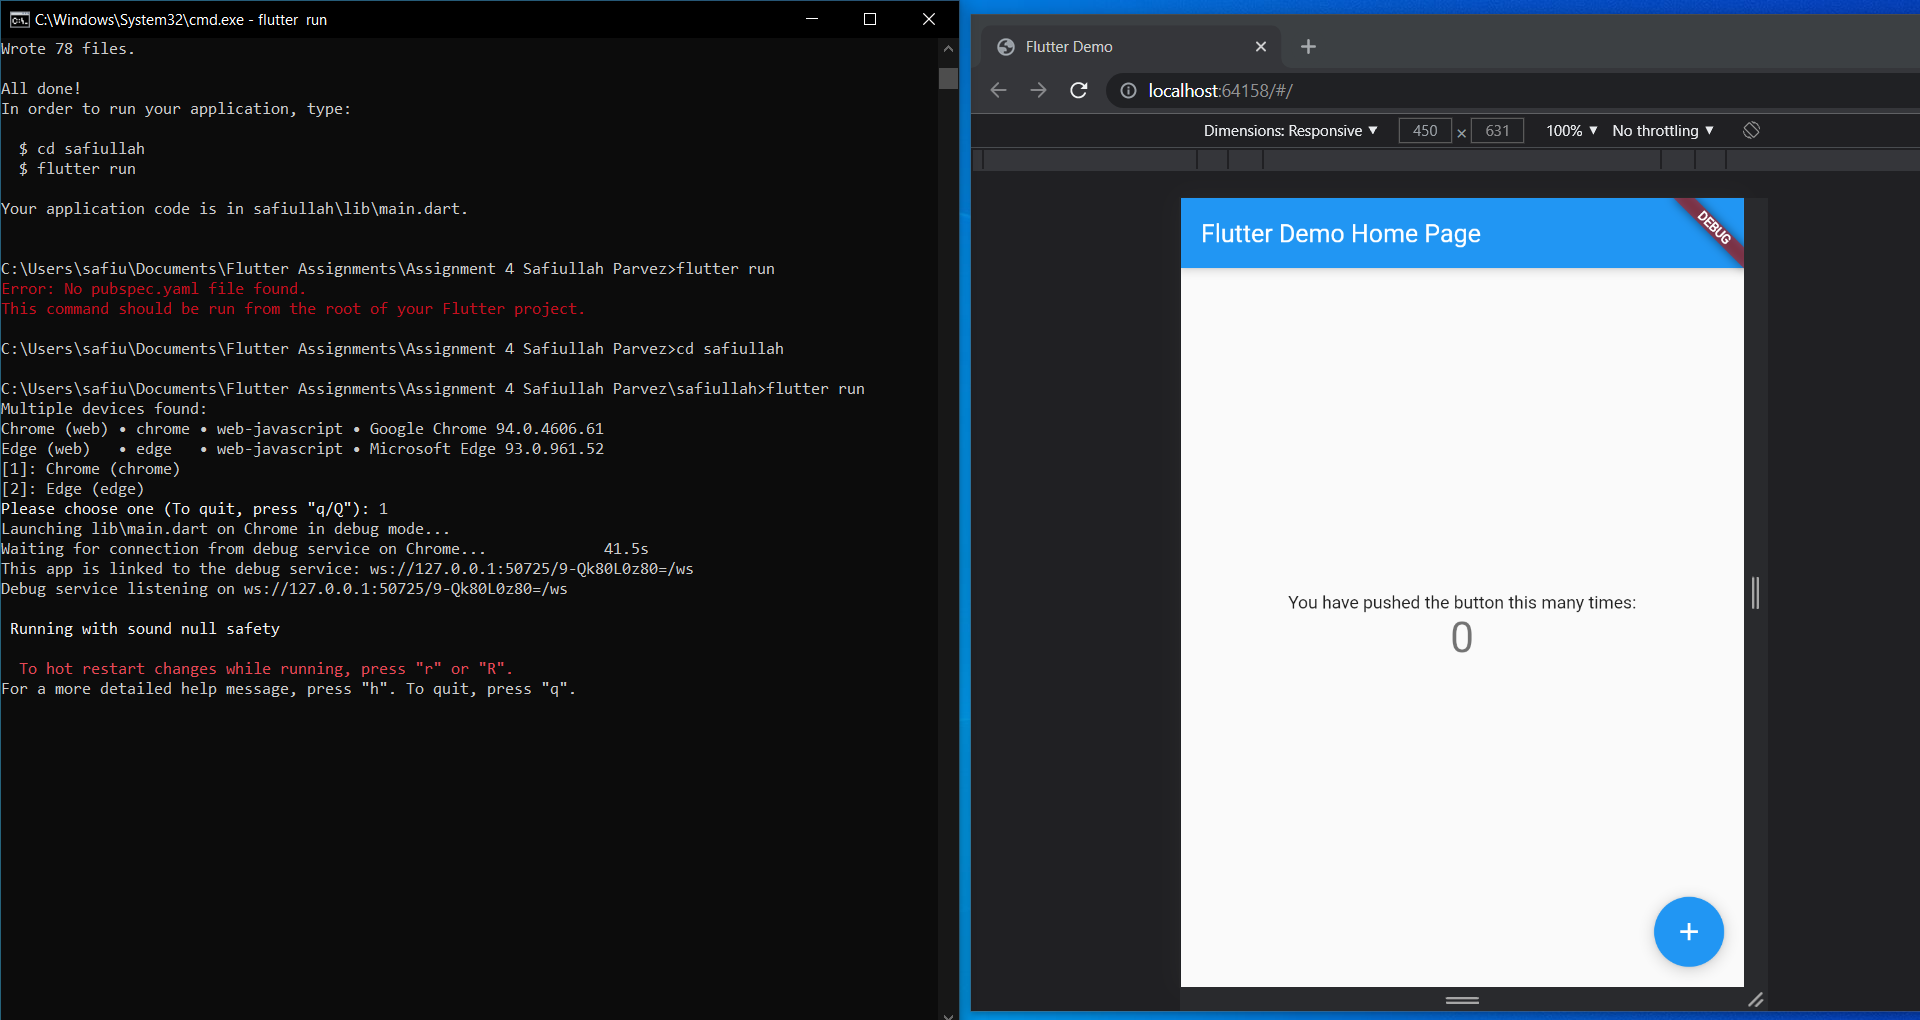 C:\Windows\System32\cmd.exe - flutter run
Wrote 78 files.
All done!
In order to run your application, type:
$ cd safiullah
$ flutter run
Your application code is in safiullah\lib\main.dart.
C:\Users\safiu\Documents\Flutter Assignments\Assignment 4 Safiullah Parvez>flutter run
Error: No pubspec.yaml file found.
This command should be run from the root of your Flutter project.
C:\Users\safiu\Documents\Flutter Assignments\Assignment 4 Safiullah Parvez>cd safiullah
C:\Users\safiu\Documents\Flutter Assignments\Assignment 4 Safiullah Parvez\safiullah>flutter run
Multiple devices found:
Chrome (web) • chrome • web-javascript • Google Chrome 94.0.4606.61
Edge (web) • edge • web-javascript • Microsoft Edge 93.0.961.52
[1]: Chrome (chrome)
[2]: Edge (edge)
Please choose one (To quit, press "q/Q"): 1
Launching lib\main.dart on Chrome in debug mode...
Waiting for connection from debug service on Chrome... 41.5s
This app is linked to the debug service: ws://127.0.0.1:50725/9-Qk80L0z80=/ws
Debug service listening on ws://127.0.0.1:50725/9-Qk80L0z80=/ws
Running with sound null safety
To hot restart changes while running, press "r" or "R".
For a more detailed help message, press "h". To quit, press "q".
Flutter Demo
localhost:64158/#/
Dimensions: Responsive ▼ 450 × 631 100% ▼ No throttling ▼
Flutter Demo Home Page
DEBUG
You have pushed the button this many times:
0
+